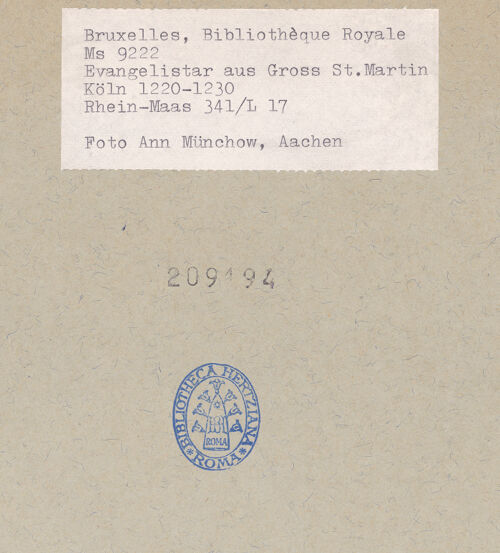 Bruxelles, Bibliothèque Royale
Ms 9222
Evangelistar aus Gross St.Martin
Köln 1220-1230
Rhein-Maas 341/L 17
Foto Ann Münchow, Aachen
209194
BIBLIOTHECA HERTZIANA
ROMA
*ROMA*